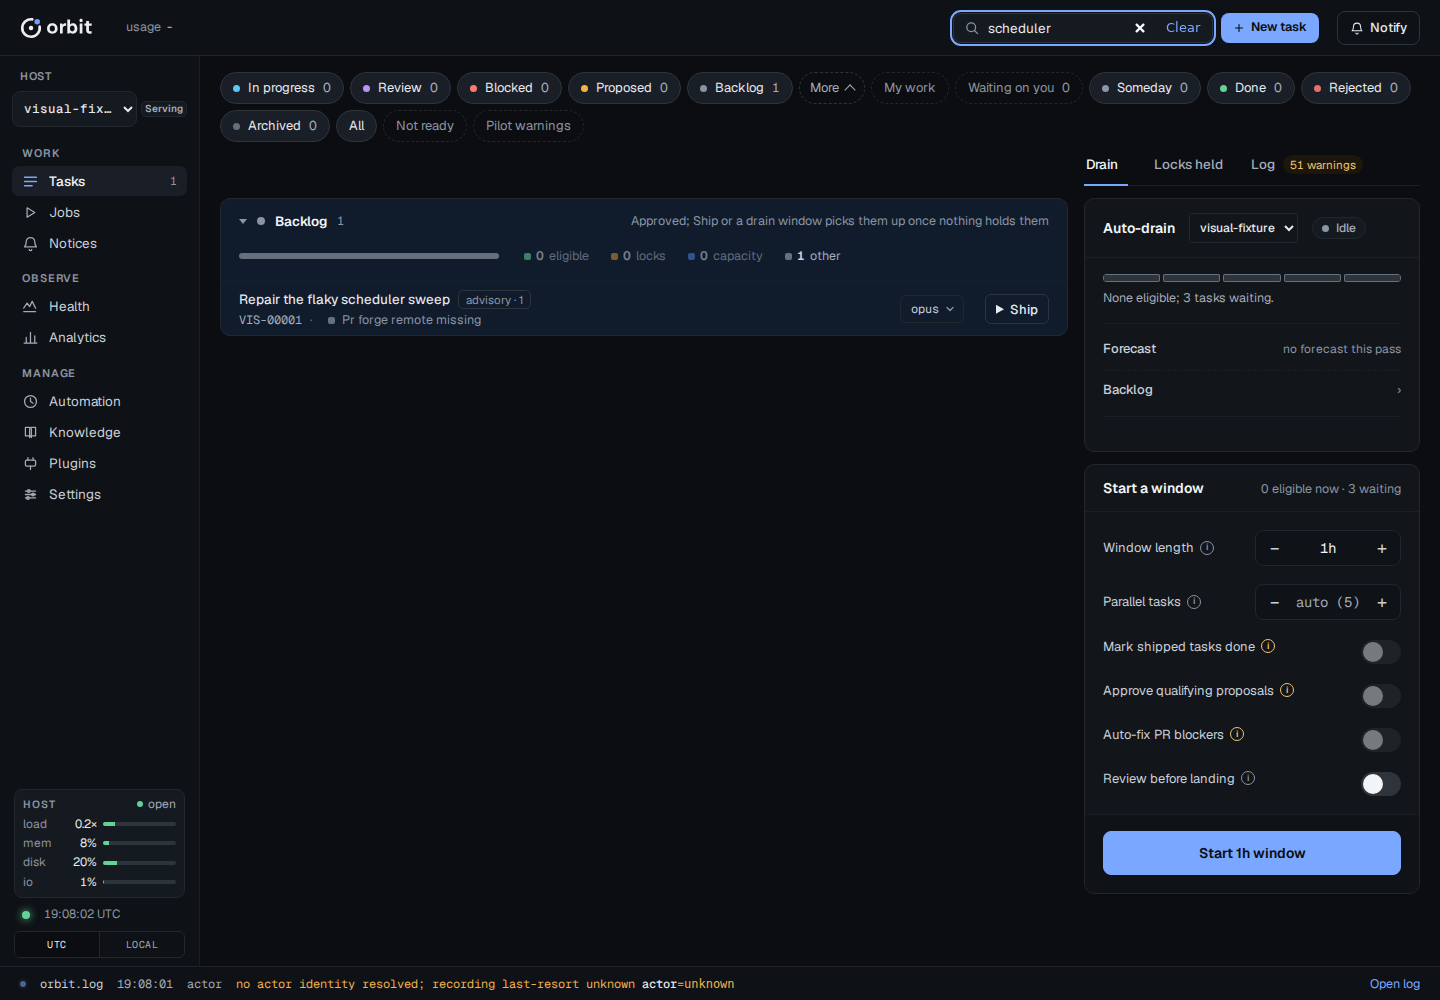 orbit
usage -
scheduler
Clear
+ New task
Notify
HOST
visual-fix…
Serving
WORK
Tasks 1
Jobs
Notices
OBSERVE
Health
Analytics
MANAGE
Automation
Knowledge
Plugins
Settings
HOST open
load 0.2×
mem 8%
disk 20%
io 1%
19:08:02 UTC
UTC LOCAL
In progress 0
Review 0
Blocked 0
Proposed 0
Backlog 1
More
My work
Waiting on you 0
Someday 0
Done 0
Rejected 0
Archived 0
All
Not ready
Pilot warnings
Backlog 1
Approved; Ship or a drain window picks them up once nothing holds them
0 eligible 0 locks 0 capacity 1 other
Repair the flaky scheduler sweep advisory · 1
VIS-00001 · Pr forge remote missing
opus
Ship
Drain
Locks held
Log 51 warnings
Auto-drain visual-fixture Idle
None eligible; 3 tasks waiting.
Forecast no forecast this pass
Backlog ›
Start a window 0 eligible now · 3 waiting
Window length − 1h +
Parallel tasks − auto (5) +
Mark shipped tasks done
Approve qualifying proposals
Auto-fix PR blockers
Review before landing
Start 1h window
orbit.log 19:08:01 actor no actor identity resolved; recording last-resort unknown actor=unknown
Open log